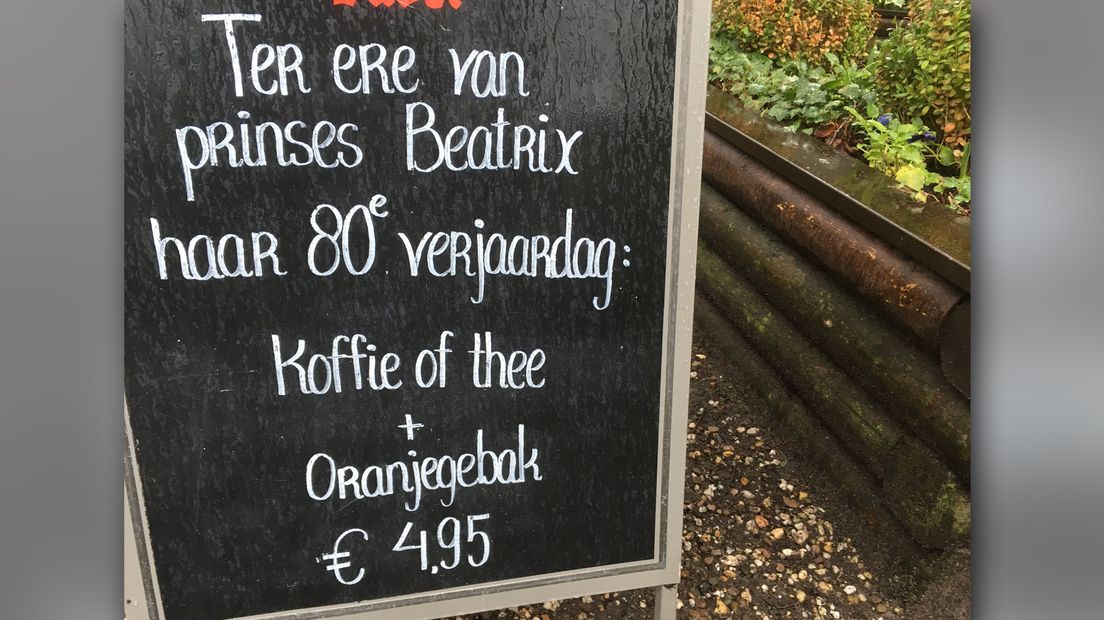 Ter ere van
prinses Beatrix
haar 80e verjaardag:
Koffie of thee
+
Oranjegebak
€ 4,95